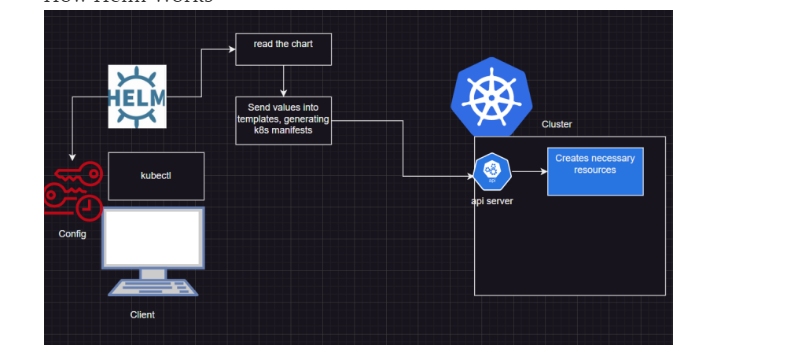 How Helm Works
read the chart
HELM
Send values into
templates, generating
k8s manifests
Cluster
kubectl
Creates necessary
resources
API
api server
Config
Client